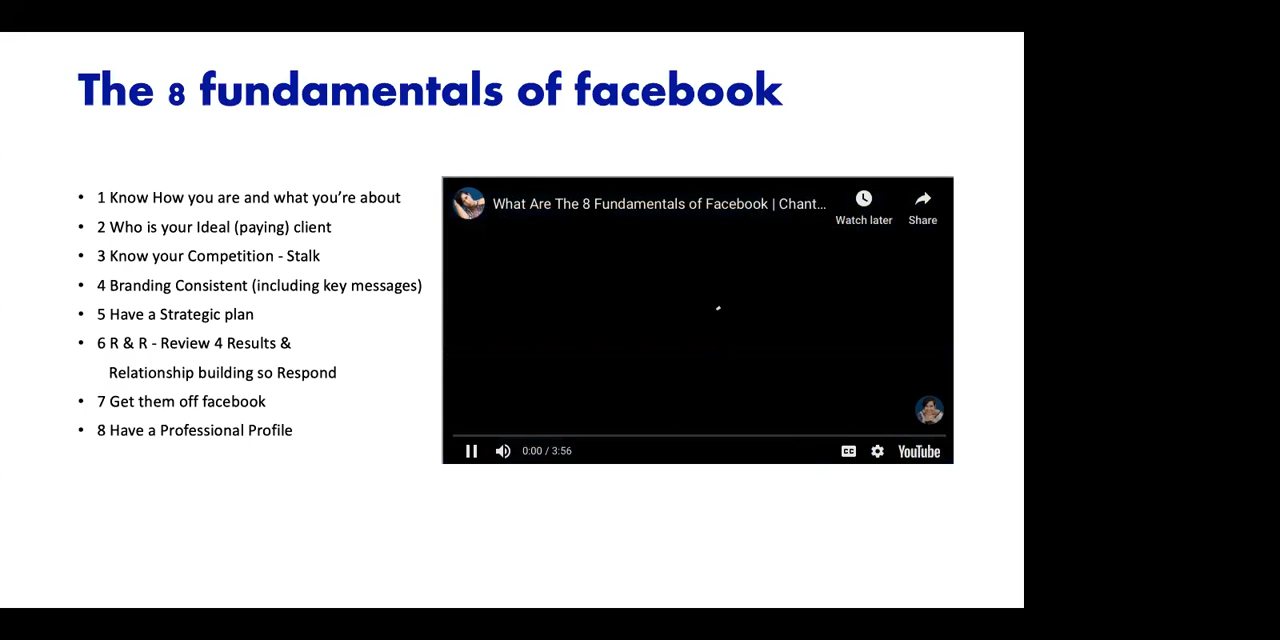 The 8 fundamentals of facebook
• 1 Know How you are and what you're about
• 2 Who is your Ideal (paying) client
• 3 Know your Competition - Stalk
• 4 Branding Consistent (including key messages)
• 5 Have a Strategic plan
• 6 R & R - Review 4 Results &
Relationship building so Respond
• 7 Get them off facebook
• 8 Have a Professional Profile
What Are The 8 Fundamentals of Facebook | Chant...
Watch later
Share
0:00 / 3:56
CC
YouTube